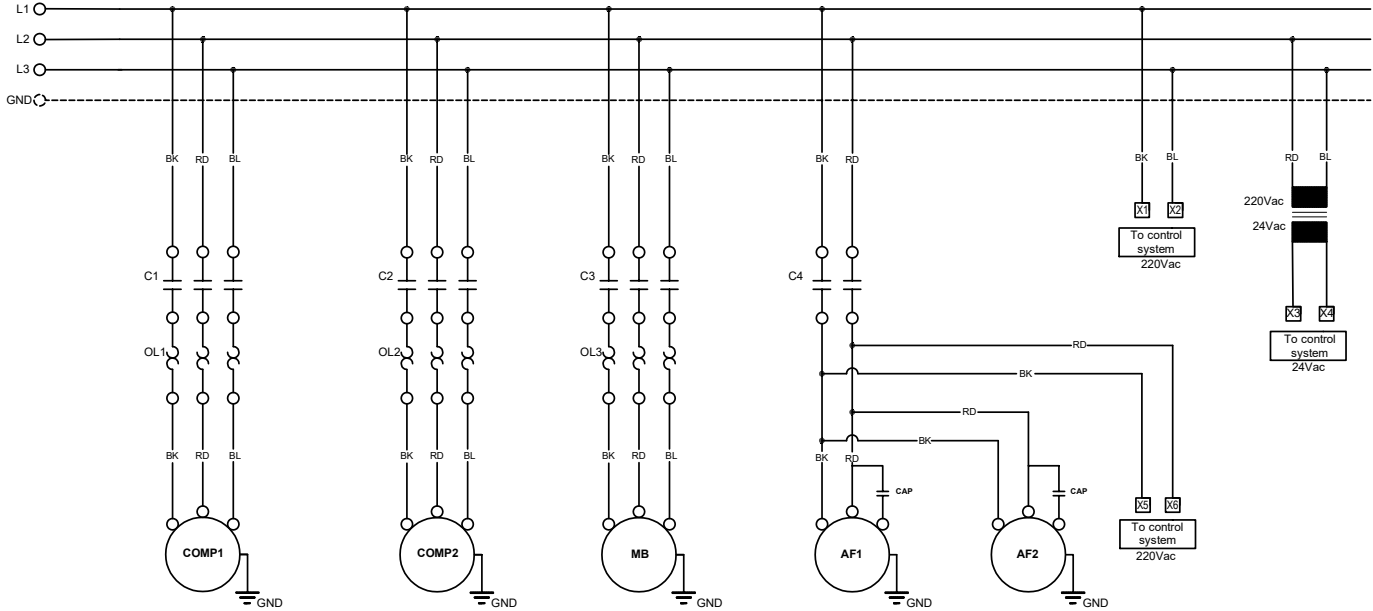 L1
L2
L3
GND
BK RD BL BK RD BL BK RD BL BK RD BK BL RD BL
220Vac
X1 X2
24Vac
To control
system
220Vac
C1 C2 C3 C4
X3 X4
OL1 OL2 OL3
To control
system
24Vac
RD
BK
RD
BK
BK RD BL BK RD BL BK RD BL BK RD
CAP CAP
X5 X6
To control
system
220Vac
COMP1 COMP2 MB AF1 AF2
GND GND GND GND GND